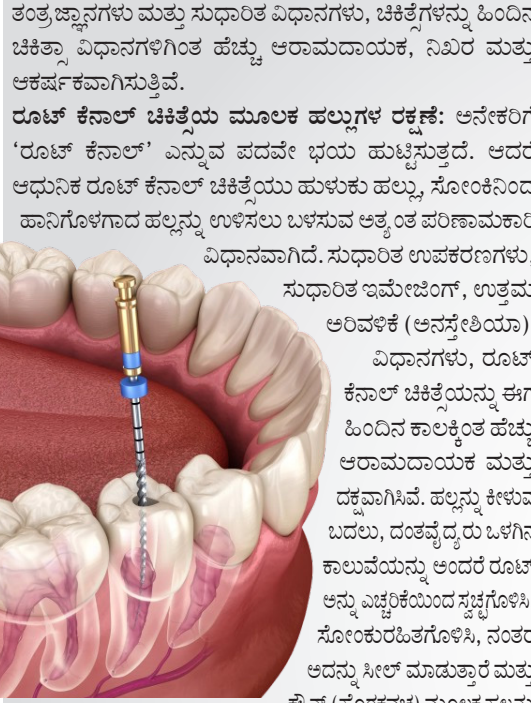 ತಂತ್ರಜ್ಞಾನಗಳು ಮತ್ತು ಸುಧಾರಿತ ವಿಧಾನಗಳು, ಚಿಕಿತ್ಸೆಗಳನ್ನು ಹಿಂದಿನ
ಚಿಕಿತ್ಸಾ ವಿಧಾನಗಳಿಗಿಂತ ಹೆಚ್ಚು ಆರಾಮದಾಯಕ, ನಿಖರ ಮತ್ತು
ಆಕರ್ಷಕವಾಗಿಸುತ್ತಿವೆ.
ರೂಟ್ ಕೆನಾಲ್ ಚಿಕಿತ್ಸೆಯ ಮೂಲಕ ಹಲ್ಲುಗಳ ರಕ್ಷಣೆ: ಅನೇಕರಿಗೆ
‘ರೂಟ್ ಕೆನಾಲ್’ ಎನ್ನುವ ಪದವೇ ಭಯ ಹುಟ್ಟಿಸುತ್ತದೆ. ಆದರೆ
ಆಧುನಿಕ ರೂಟ್ ಕೆನಾಲ್ ಚಿಕಿತ್ಸೆಯು ಹುಳುಕು ಹಲ್ಲು, ಸೋಂಕಿನಿಂದ
ಹಾನಿಗೊಳಗಾದ ಹಲ್ಲನ್ನು ಉಳಿಸಲು ಬಳಸುವ ಅತ್ಯಂತ ಪರಿಣಾಮಕಾರಿ
ವಿಧಾನವಾಗಿದೆ. ಸುಧಾರಿತ ಉಪಕರಣಗಳು,
ಸುಧಾರಿತ ಇಮೇಜಿಂಗ್, ಉತ್ತಮ
ಅರಿವಳಿಕೆ (ಅನಸ್ತೇಶಿಯಾ)
ವಿಧಾನಗಳು, ರೂಟ್
ಕೆನಾಲ್ ಚಿಕಿತ್ಸೆಯನ್ನು ಈಗ
ಹಿಂದಿನ ಕಾಲಕ್ಕಿಂತ ಹೆಚ್ಚು
ಆರಾಮದಾಯಕ ಮತ್ತು
ದಕ್ಷವಾಗಿಸಿವೆ. ಹಲ್ಲನ್ನು ಕೀಳುವ
ಬದಲು, ದಂತವೈದ್ಯರು ಒಳಗಿನ
ಕಾಲುವೆಯನ್ನು ಅಂದರೆ ರೂಟ್
ಅನ್ನು ಎಚ್ಚರಿಕೆಯಿಂದ ಸ್ವಚ್ಛಗೊಳಿಸಿ
ಸೋಂಕುರಹಿತಗೊಳಿಸಿ, ನಂತರ
ಅದನ್ನು ಸೀಲ್ ಮಾಡುತ್ತಾರೆ ಮತ್ತು